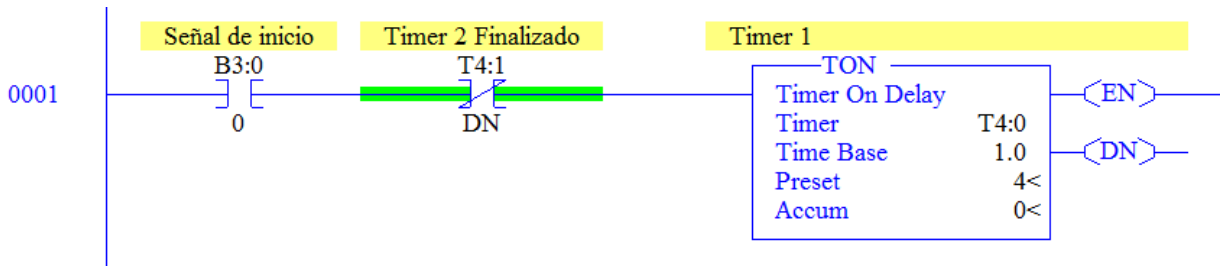 Señal de inicio
Timer 2 Finalizado
Timer 1
B3:0
T4:1
TON
0001
Timer On Delay
EN
0
DN
Timer T4:0
Time Base 1.0
DN
Preset 4<
Accum 0<